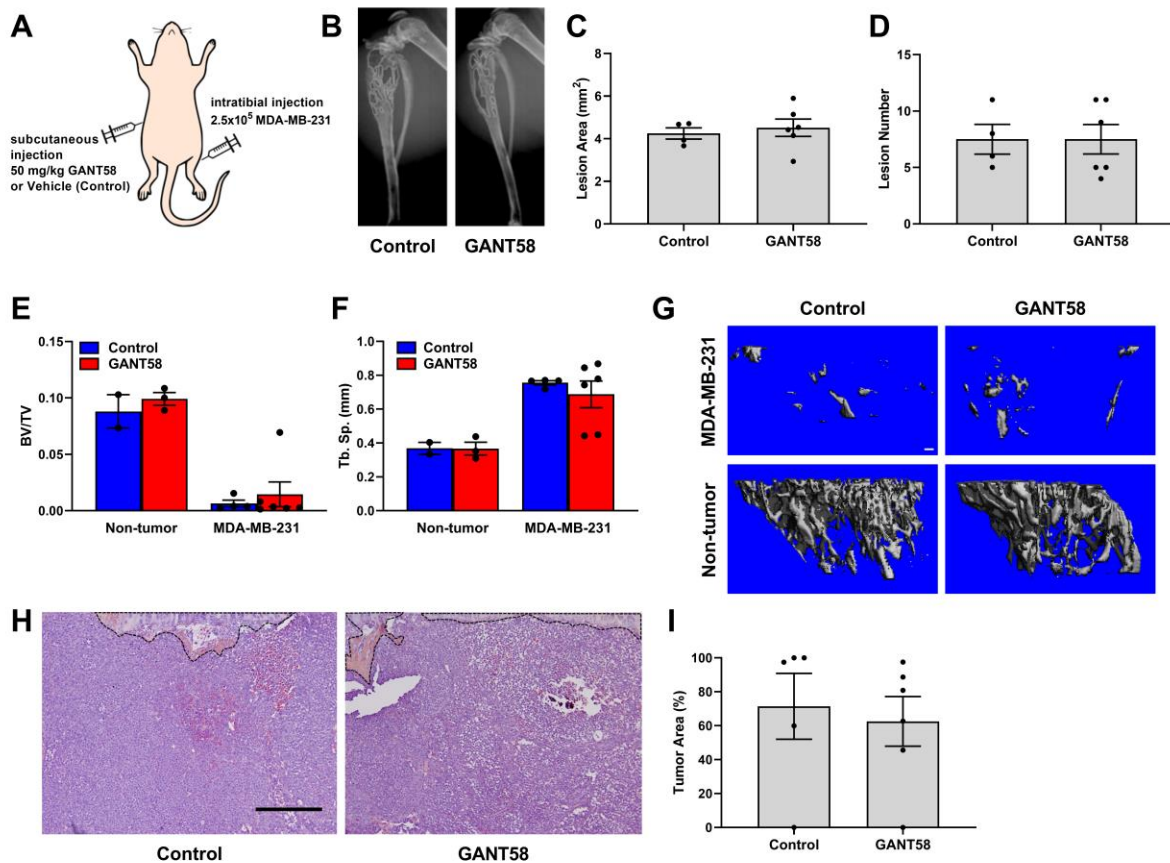 A
intratibial injection
2.5x10⁵ MDA-MB-231
subcutaneous
injection
50 mg/kg GANT58
or Vehicle (Control)
B
Control
GANT58
C
Lesion Area (mm²)
8
6
4
2
0
Control
GANT58
D
Lesion Number
15
10
5
0
Control
GANT58
E
Control
GANT58
BV/TV
0.15
0.10
0.05
0.00
Non-tumor
MDA-MB-231
F
Control
GANT58
Tb. Sp. (mm)
1.0
0.8
0.6
0.4
0.2
0.0
Non-tumor
MDA-MB-231
G
Control
GANT58
MDA-MB-231
Non-tumor
H
Control
GANT58
I
Tumor Area (%)
100
80
60
40
20
0
Control
GANT58